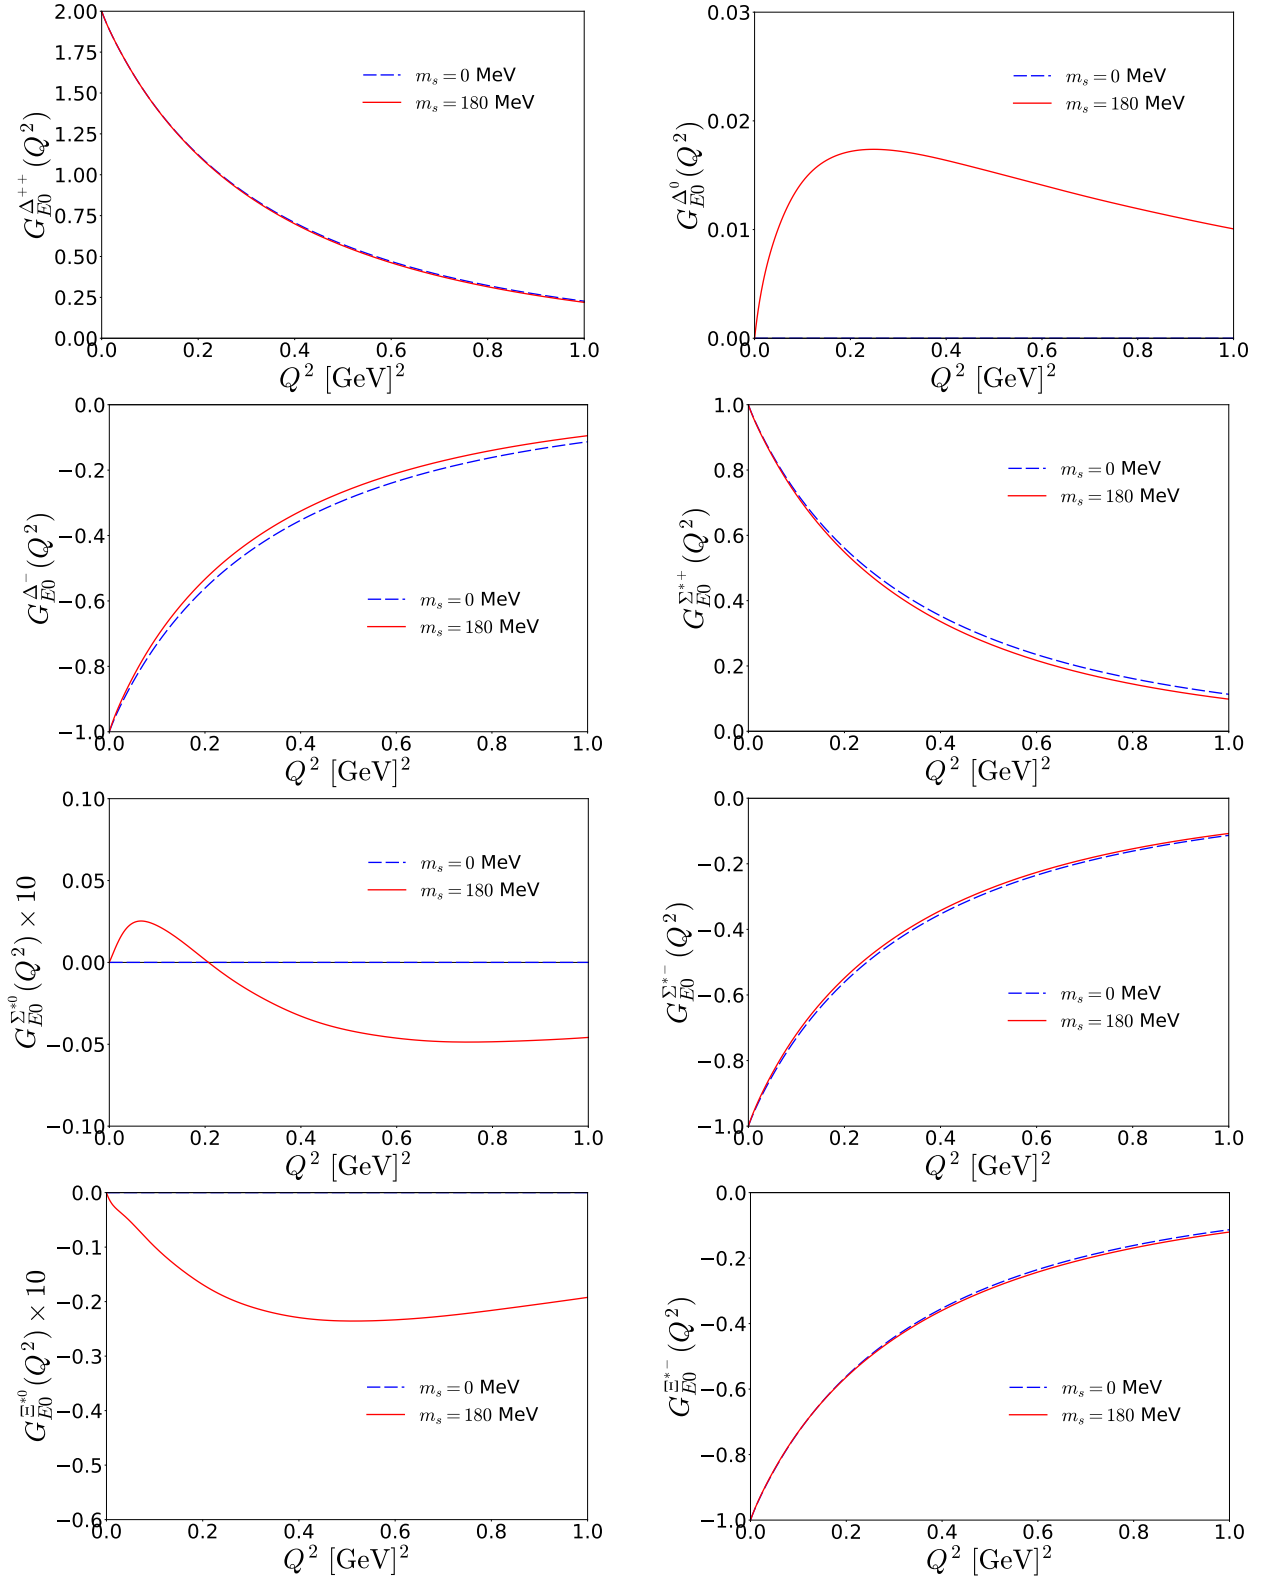 2.00
1.75
1.50
1.25
1.00
0.75
0.50
0.25
0.00
G_{E0}^{Δ^{++}}(Q^2)
m_s = 0 MeV
m_s = 180 MeV
0.0 0.2 0.4 0.6 0.8 1.0
Q^2 [GeV]^2
0.03
0.02
0.01
0.00
G_{E0}^{Δ^0}(Q^2)
m_s = 0 MeV
m_s = 180 MeV
0.0 0.2 0.4 0.6 0.8 1.0
Q^2 [GeV]^2
0.0
−0.2
−0.4
−0.6
−0.8
−1.0
G_{E0}^{Δ^-}(Q^2)
m_s = 0 MeV
m_s = 180 MeV
0.0 0.2 0.4 0.6 0.8 1.0
Q^2 [GeV]^2
1.0
0.8
0.6
0.4
0.2
0.0
G_{E0}^{Σ^{*+}}(Q^2)
m_s = 0 MeV
m_s = 180 MeV
0.0 0.2 0.4 0.6 0.8 1.0
Q^2 [GeV]^2
0.10
0.05
0.00
−0.05
−0.10
G_{E0}^{Σ^{*0}}(Q^2) × 10
m_s = 0 MeV
m_s = 180 MeV
0.0 0.2 0.4 0.6 0.8 1.0
Q^2 [GeV]^2
0.0
−0.2
−0.4
−0.6
−0.8
−1.0
G_{E0}^{Σ^{*-}}(Q^2)
m_s = 0 MeV
m_s = 180 MeV
0.0 0.2 0.4 0.6 0.8 1.0
Q^2 [GeV]^2
0.0
−0.1
−0.2
−0.3
−0.4
−0.5
−0.6
G_{E0}^{Ξ^{*0}}(Q^2) × 10
m_s = 0 MeV
m_s = 180 MeV
0.0 0.2 0.4 0.6 0.8 1.0
Q^2 [GeV]^2
0.0
−0.2
−0.4
−0.6
−0.8
−1.0
G_{E0}^{Ξ^{*-}}(Q^2)
m_s = 0 MeV
m_s = 180 MeV
0.0 0.2 0.4 0.6 0.8 1.0
Q^2 [GeV]^2